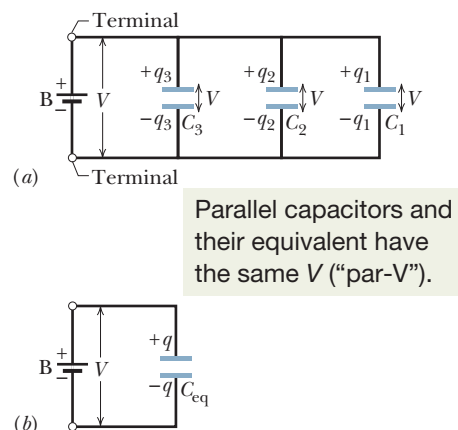 Terminal
+q3 +q2 +q1
+
B V V V V
−
−q3 C3 −q2 C2 −q1 C1
(a) Terminal
Parallel capacitors and
their equivalent have
the same V (“par-V”).
+q
+
B V
−
−q Ceq
(b)